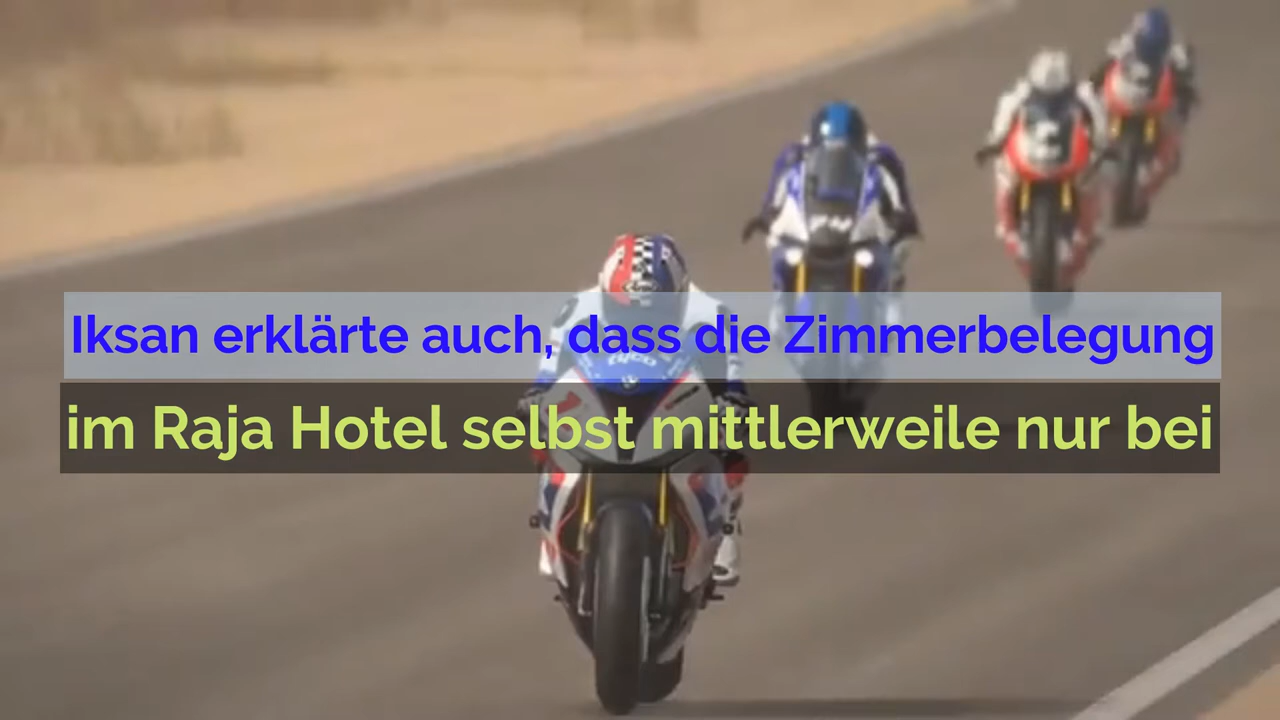 Iksan erklärte auch, dass die Zimmerbelegung
im Raja Hotel selbst mittlerweile nur bei